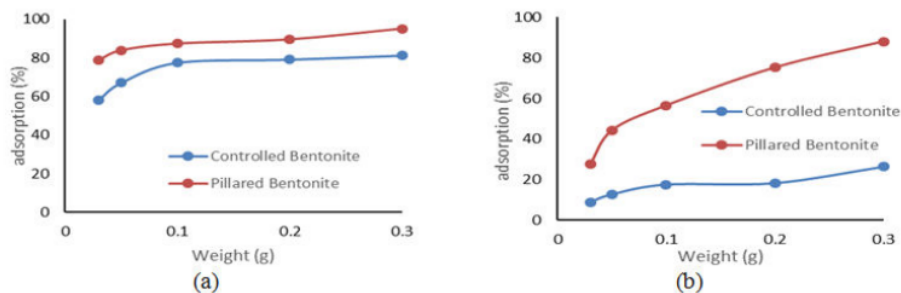 100
80
60
40
20
0
adsorption (%)
Controlled Bentonite
Pillared Bentonite
0 0.1 0.2 0.3
Weight (g)
(a)
100
80
60
40
20
0
adsorption (%)
Controlled Bentonite
Pillared Bentonite
0 0.1 0.2 0.3
Weight (g)
(b)